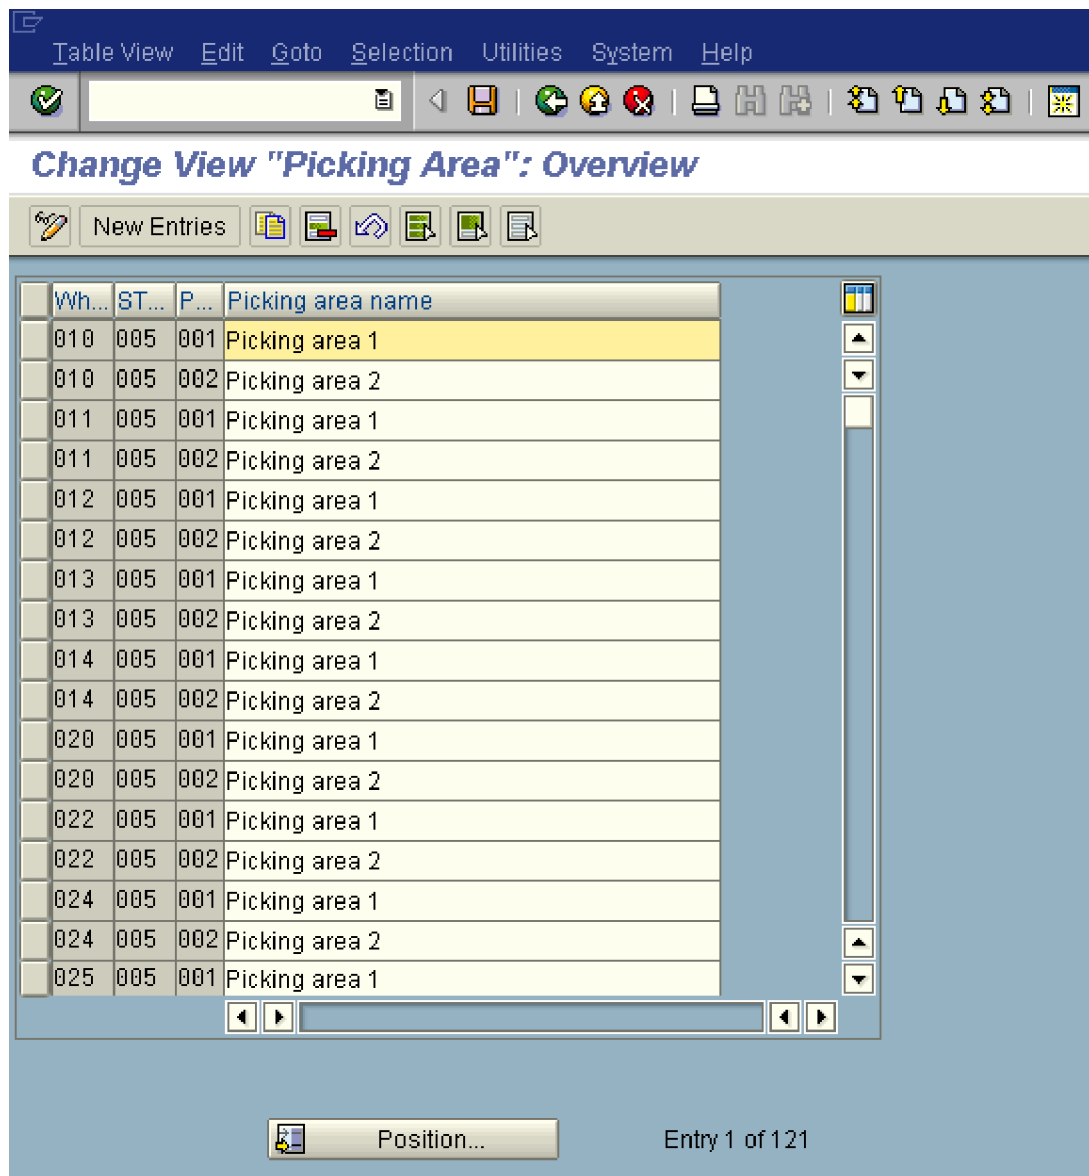 Table View Edit Goto Selection Utilities System Help
Change View "Picking Area": Overview
New Entries
Wh... ST... P... Picking area name
010 005 001 Picking area 1
010 005 002 Picking area 2
011 005 001 Picking area 1
011 005 002 Picking area 2
012 005 001 Picking area 1
012 005 002 Picking area 2
013 005 001 Picking area 1
013 005 002 Picking area 2
014 005 001 Picking area 1
014 005 002 Picking area 2
020 005 001 Picking area 1
020 005 002 Picking area 2
022 005 001 Picking area 1
022 005 002 Picking area 2
024 005 001 Picking area 1
024 005 002 Picking area 2
025 005 001 Picking area 1
Position... Entry 1 of 121